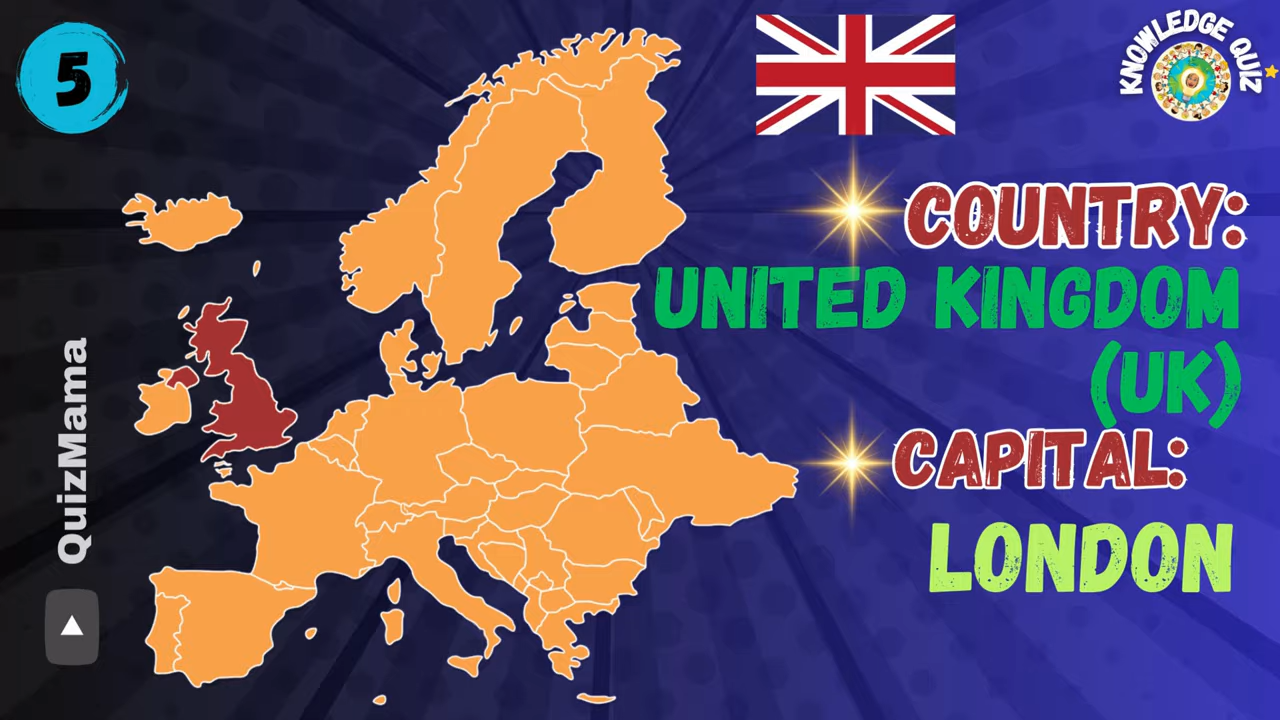 5
KNOWLEDGE QUIZ
COUNTRY:
UNITED KINGDOM
(UK)
CAPITAL:
LONDON
QuizMama